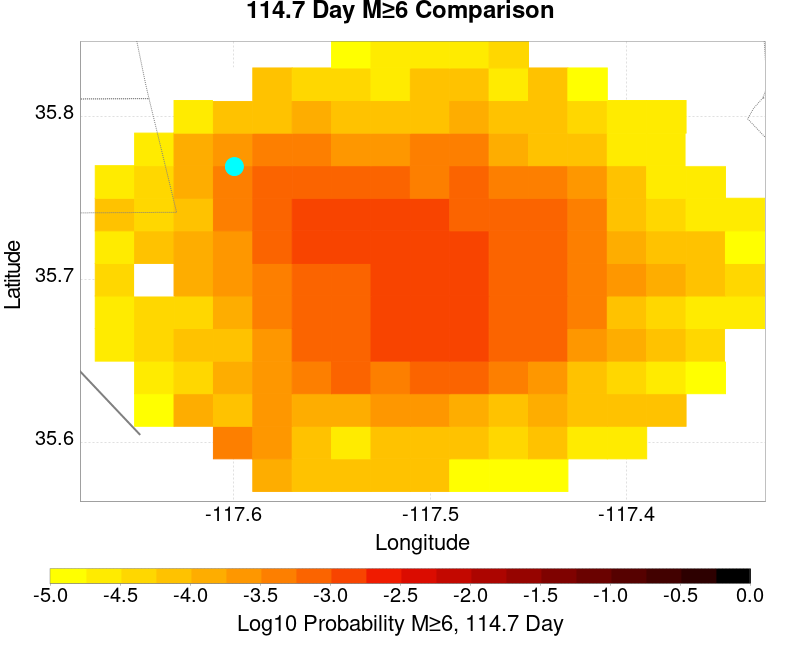 114.7 Day M≥6 Comparison
Latitude
35.8
35.7
35.6
-117.6 -117.5 -117.4
Longitude
-5.0 -4.5 -4.0 -3.5 -3.0 -2.5 -2.0 -1.5 -1.0 -0.5 0.0
Log10 Probability M≥6, 114.7 Day